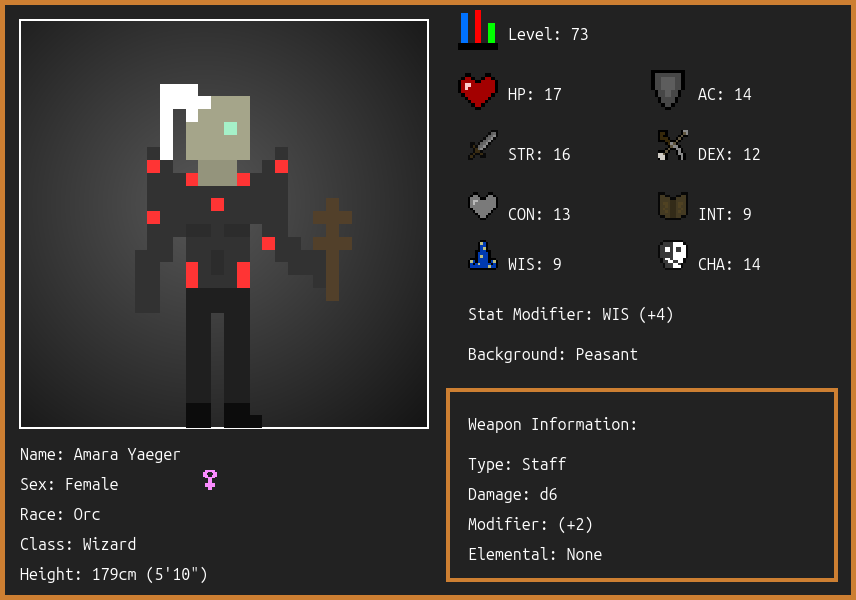 Level: 73
HP: 17
AC: 14
STR: 16
DEX: 12
CON: 13
INT: 9
WIS: 9
CHA: 14
Stat Modifier: WIS (+4)
Background: Peasant
Weapon Information:
Type: Staff
Damage: d6
Modifier: (+2)
Elemental: None
Name: Amara Yaeger
Sex: Female
Race: Orc
Class: Wizard
Height: 179cm (5'10")